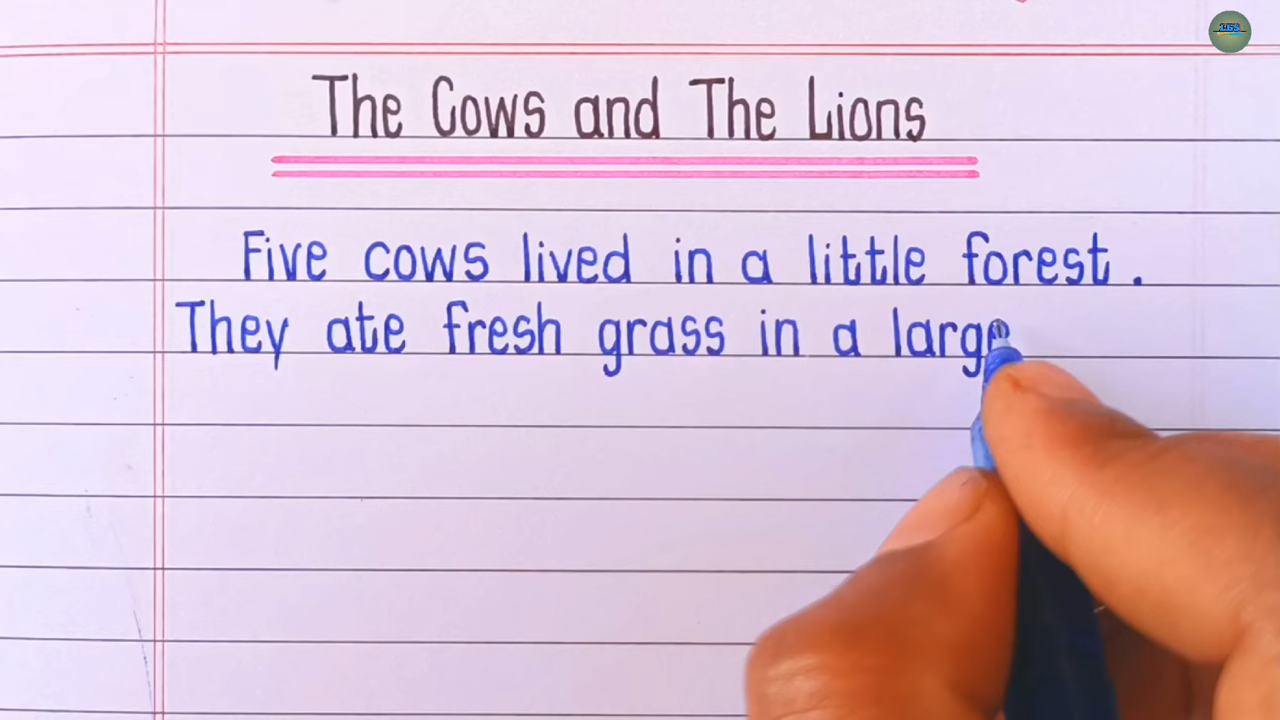 The Cows and The Lions
Five cows lived in a little forest.
They ate fresh grass in a large